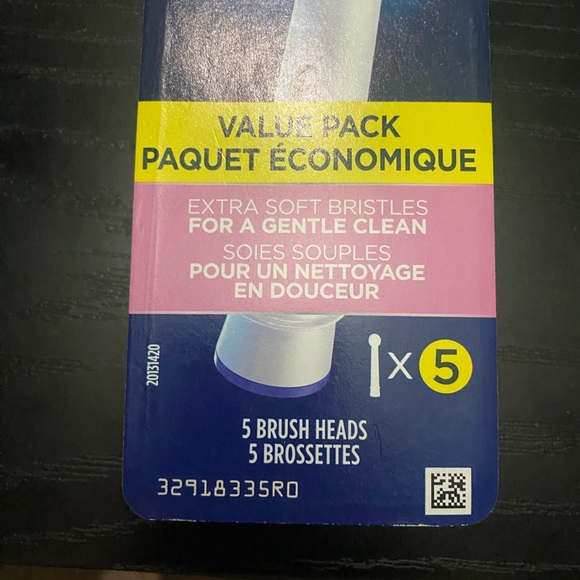 VALUE PACK
PAQUET ÉCONOMIQUE
EXTRA SOFT BRISTLES
FOR A GENTLE CLEAN
SOIES SOUPLES
POUR UN NETTOYAGE
EN DOUCEUR
20131420
X 5
5 BRUSH HEADS
5 BROSSETTES
32918335R0